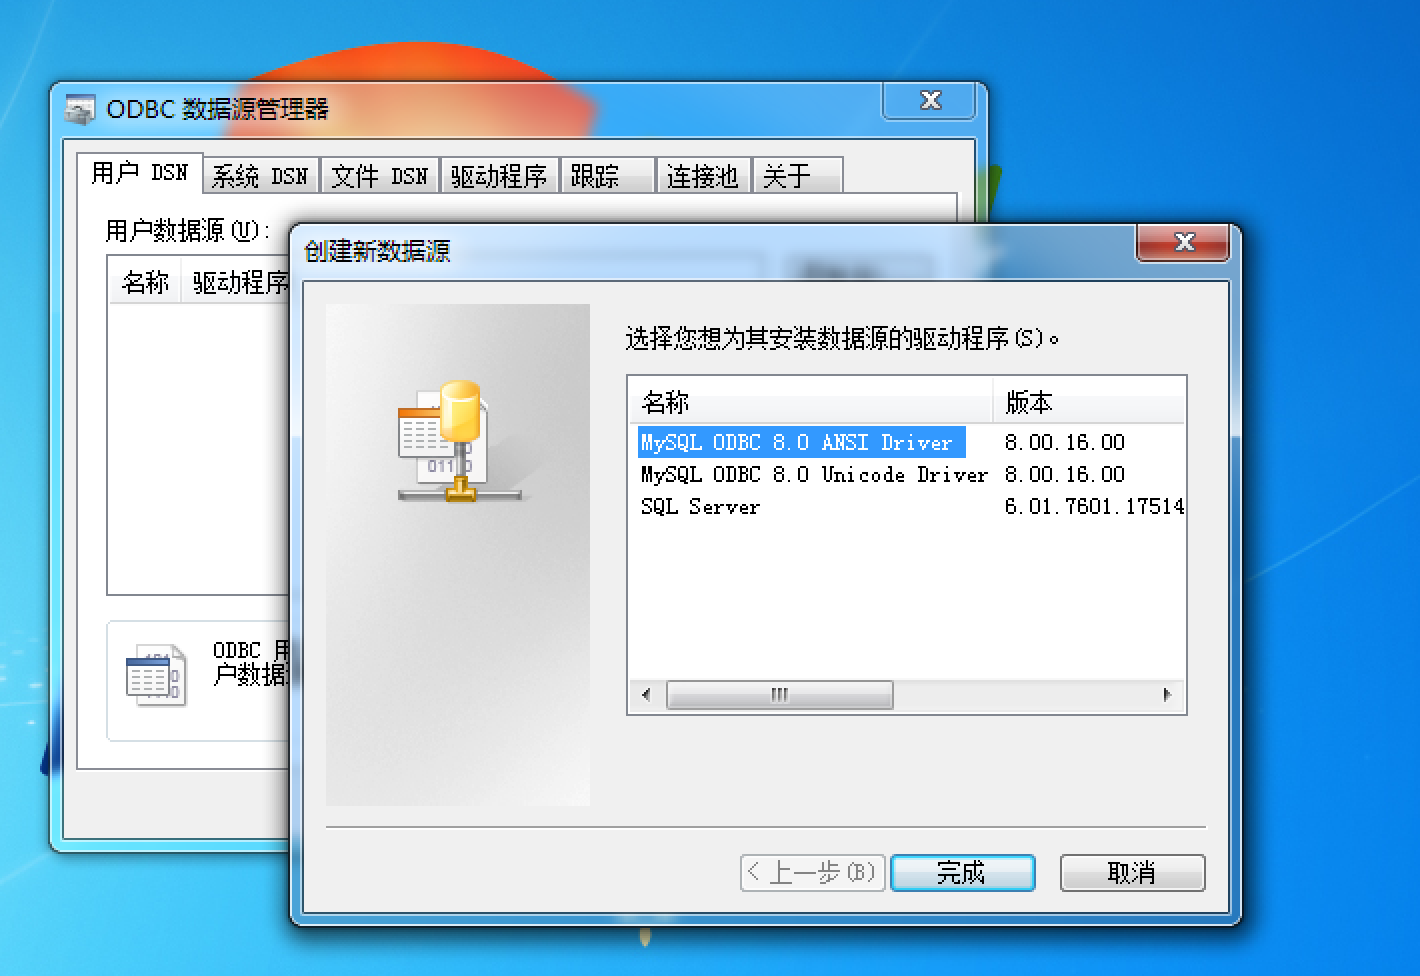 ODBC 数据源管理器
用户 DSN 系统 DSN 文件 DSN 驱动程序 跟踪 连接池 关于
用户数据源(U):
名称 驱动程序
ODBC 用
户数据
创建新数据源
选择您想为其安装数据源的驱动程序(S)。
名称 版本
MySQL ODBC 8.0 ANSI Driver 8.00.16.00
MySQL ODBC 8.0 Unicode Driver 8.00.16.00
SQL Server 6.01.7601.17514
< 上一步(B) 完成 取消